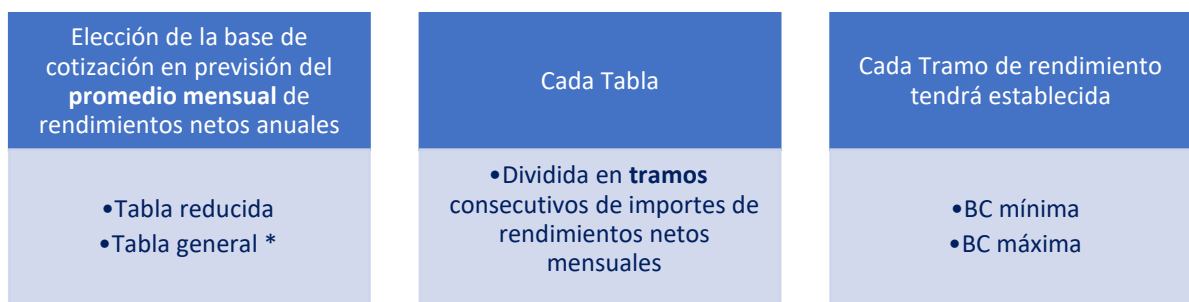 Elección de la base de
cotización en previsión del
promedio mensual de
rendimientos netos anuales
•Tabla reducida
•Tabla general *
Cada Tabla
•Dividida en tramos
consecutivos de importes de
rendimientos netos
mensuales
Cada Tramo de rendimiento
tendrá establecida
•BC mínima
•BC máxima